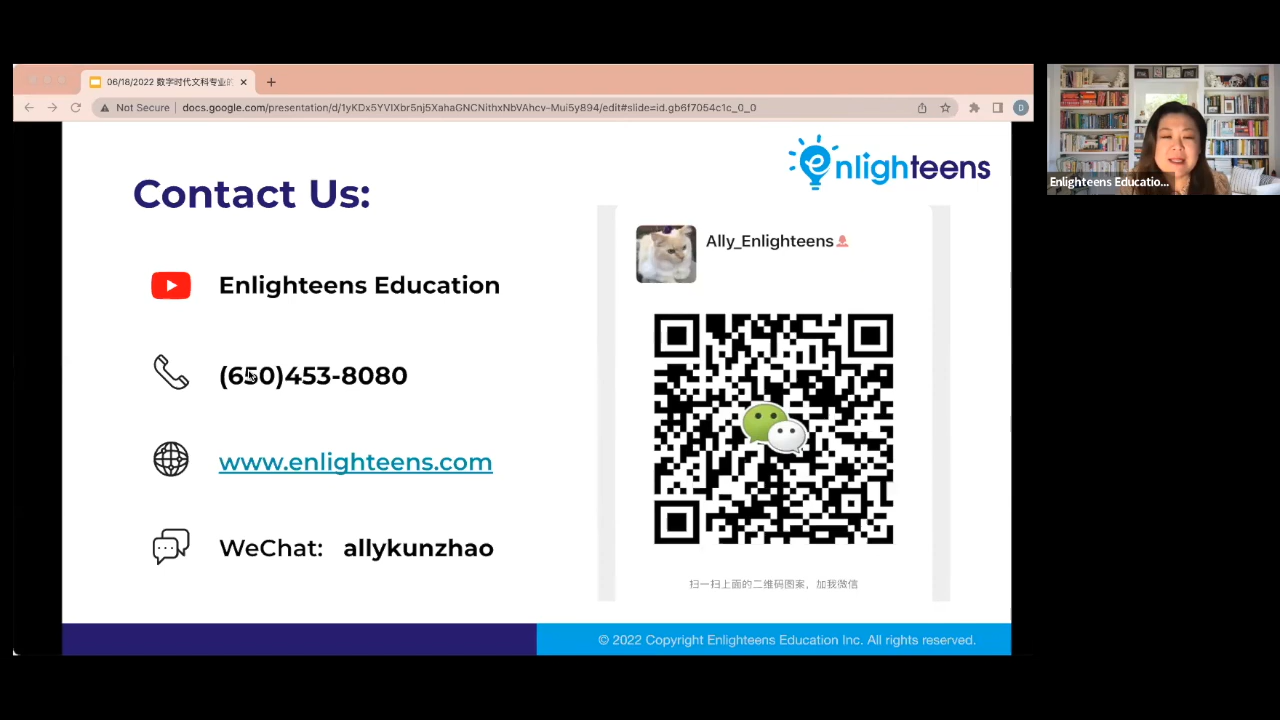 06/18/2022 数字时代文科专业的
Not Secure
docs.google.com/presentation/d/1yKDx5YVIXbr5nj5XahaGNCNithxNbVAhcv-Mui5y894/edit#slide=id.gb6f7054c1c_0_0
D
Enlighteens Educatio...
enlighteens
Contact Us:
Ally_Enlighteens
Enlighteens Education
(650)453-8080
www.enlighteens.com
WeChat: allykunzhao
扫一扫上面的二维码图案，加我微信
© 2022 Copyright Enlighteens Education Inc. All rights reserved.